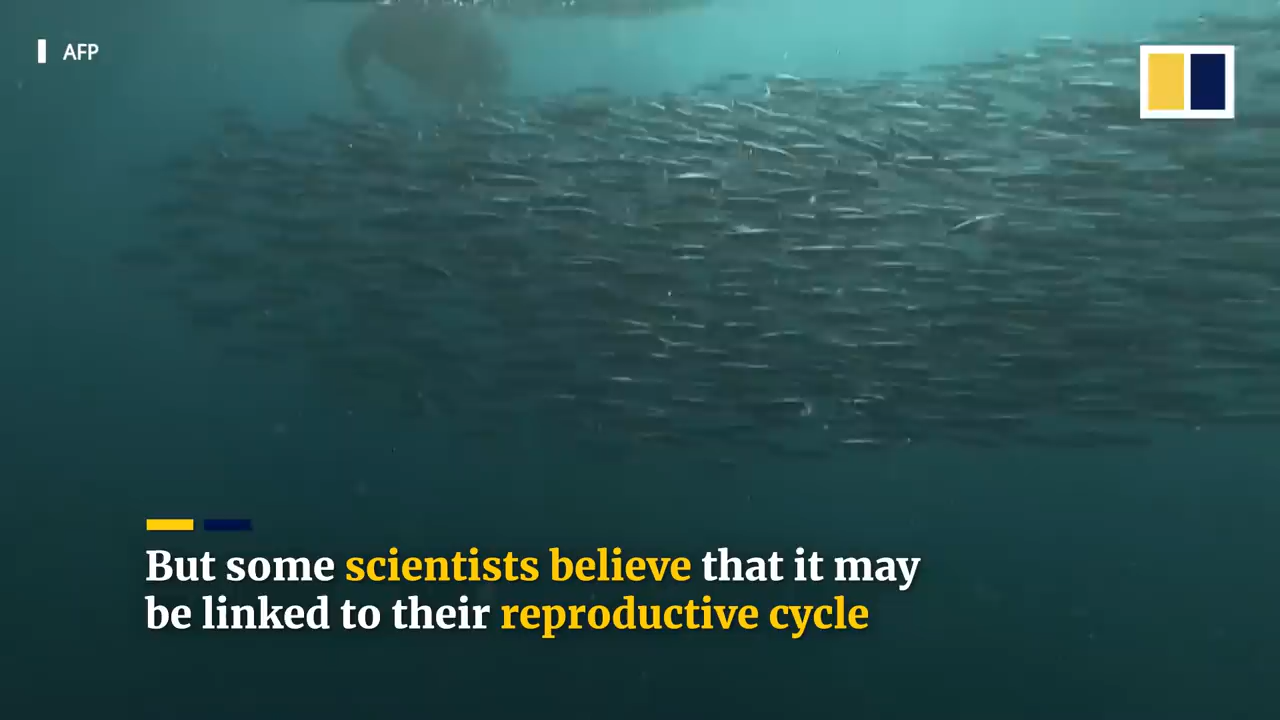 AFP
But some scientists believe that it may
be linked to their reproductive cycle